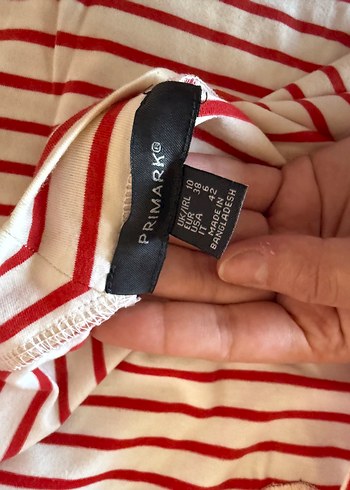 PRIMARK®
UK/IRL 10
EUR 38
USA 6
IT 42
MADE IN
BANGLADESH